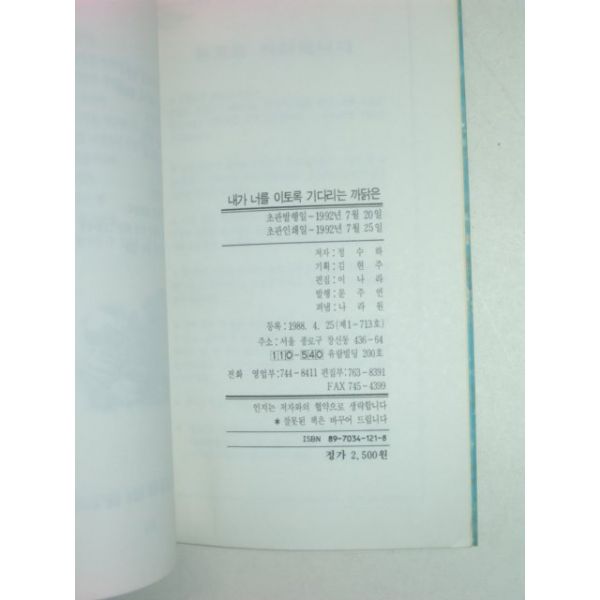 내가 너를 이토록 기다리는 까닭은
초판발행일~1992년 7월 20일
초판인쇄일~1992년 7월 25일
저자:정 수 하
기획:김 현 주
편집:이 나 라
발행:문 주 연
펴냄:나 라 원
등록:1988. 4. 25(제1-713호)
주소:서울 종로구 창신동 436-64
110-540 유람빌딩 200호
전화 영업부:744-8411 편집부:763-8391
FAX 745-4399
인지는 저자와의 협약으로 생략합니다
*잘못된 책은 바꾸어 드립니다
ISBN 89-7034-121-8
정가 2,500원